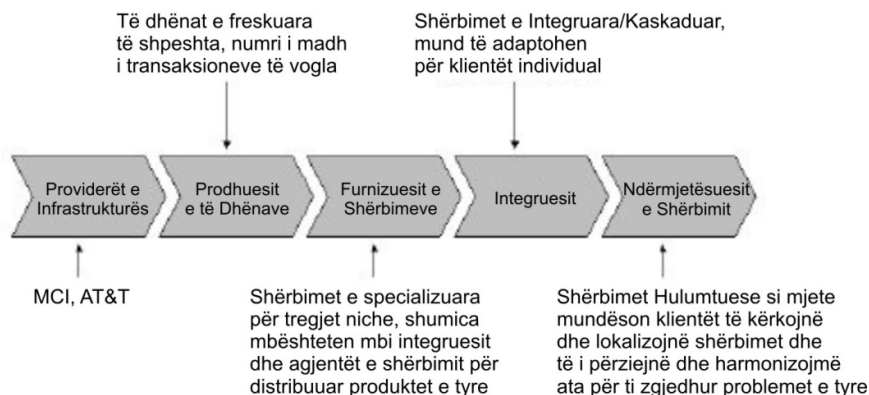 Të dhënat e freskuara
të shpeshta, numri i madh
i transaksioneve të vogla
Shërbimet e Integruara/Kaskaduar,
mund të adaptohen
për klientët individual
Providerët e
Infrastrukturës
Prodhuesit
e të Dhënave
Furnizuesit e
Shërbimeve
Integruesit
Ndërmjetësuesit
e Shërbimit
MCI, AT&T
Shërbimet e specializuara
për tregjet niche, shumica
mbështeten mbi integruesit
dhe agjentët e shërbimit për
distribuuar produktet e tyre
Shërbimet Hulumtuese si mjete
mundëson klientët të kërkojnë
dhe lokalizojnë shërbimet dhe
të i përziejnë dhe harmonizojmë
ata për ti zgjedhur problemet e tyre